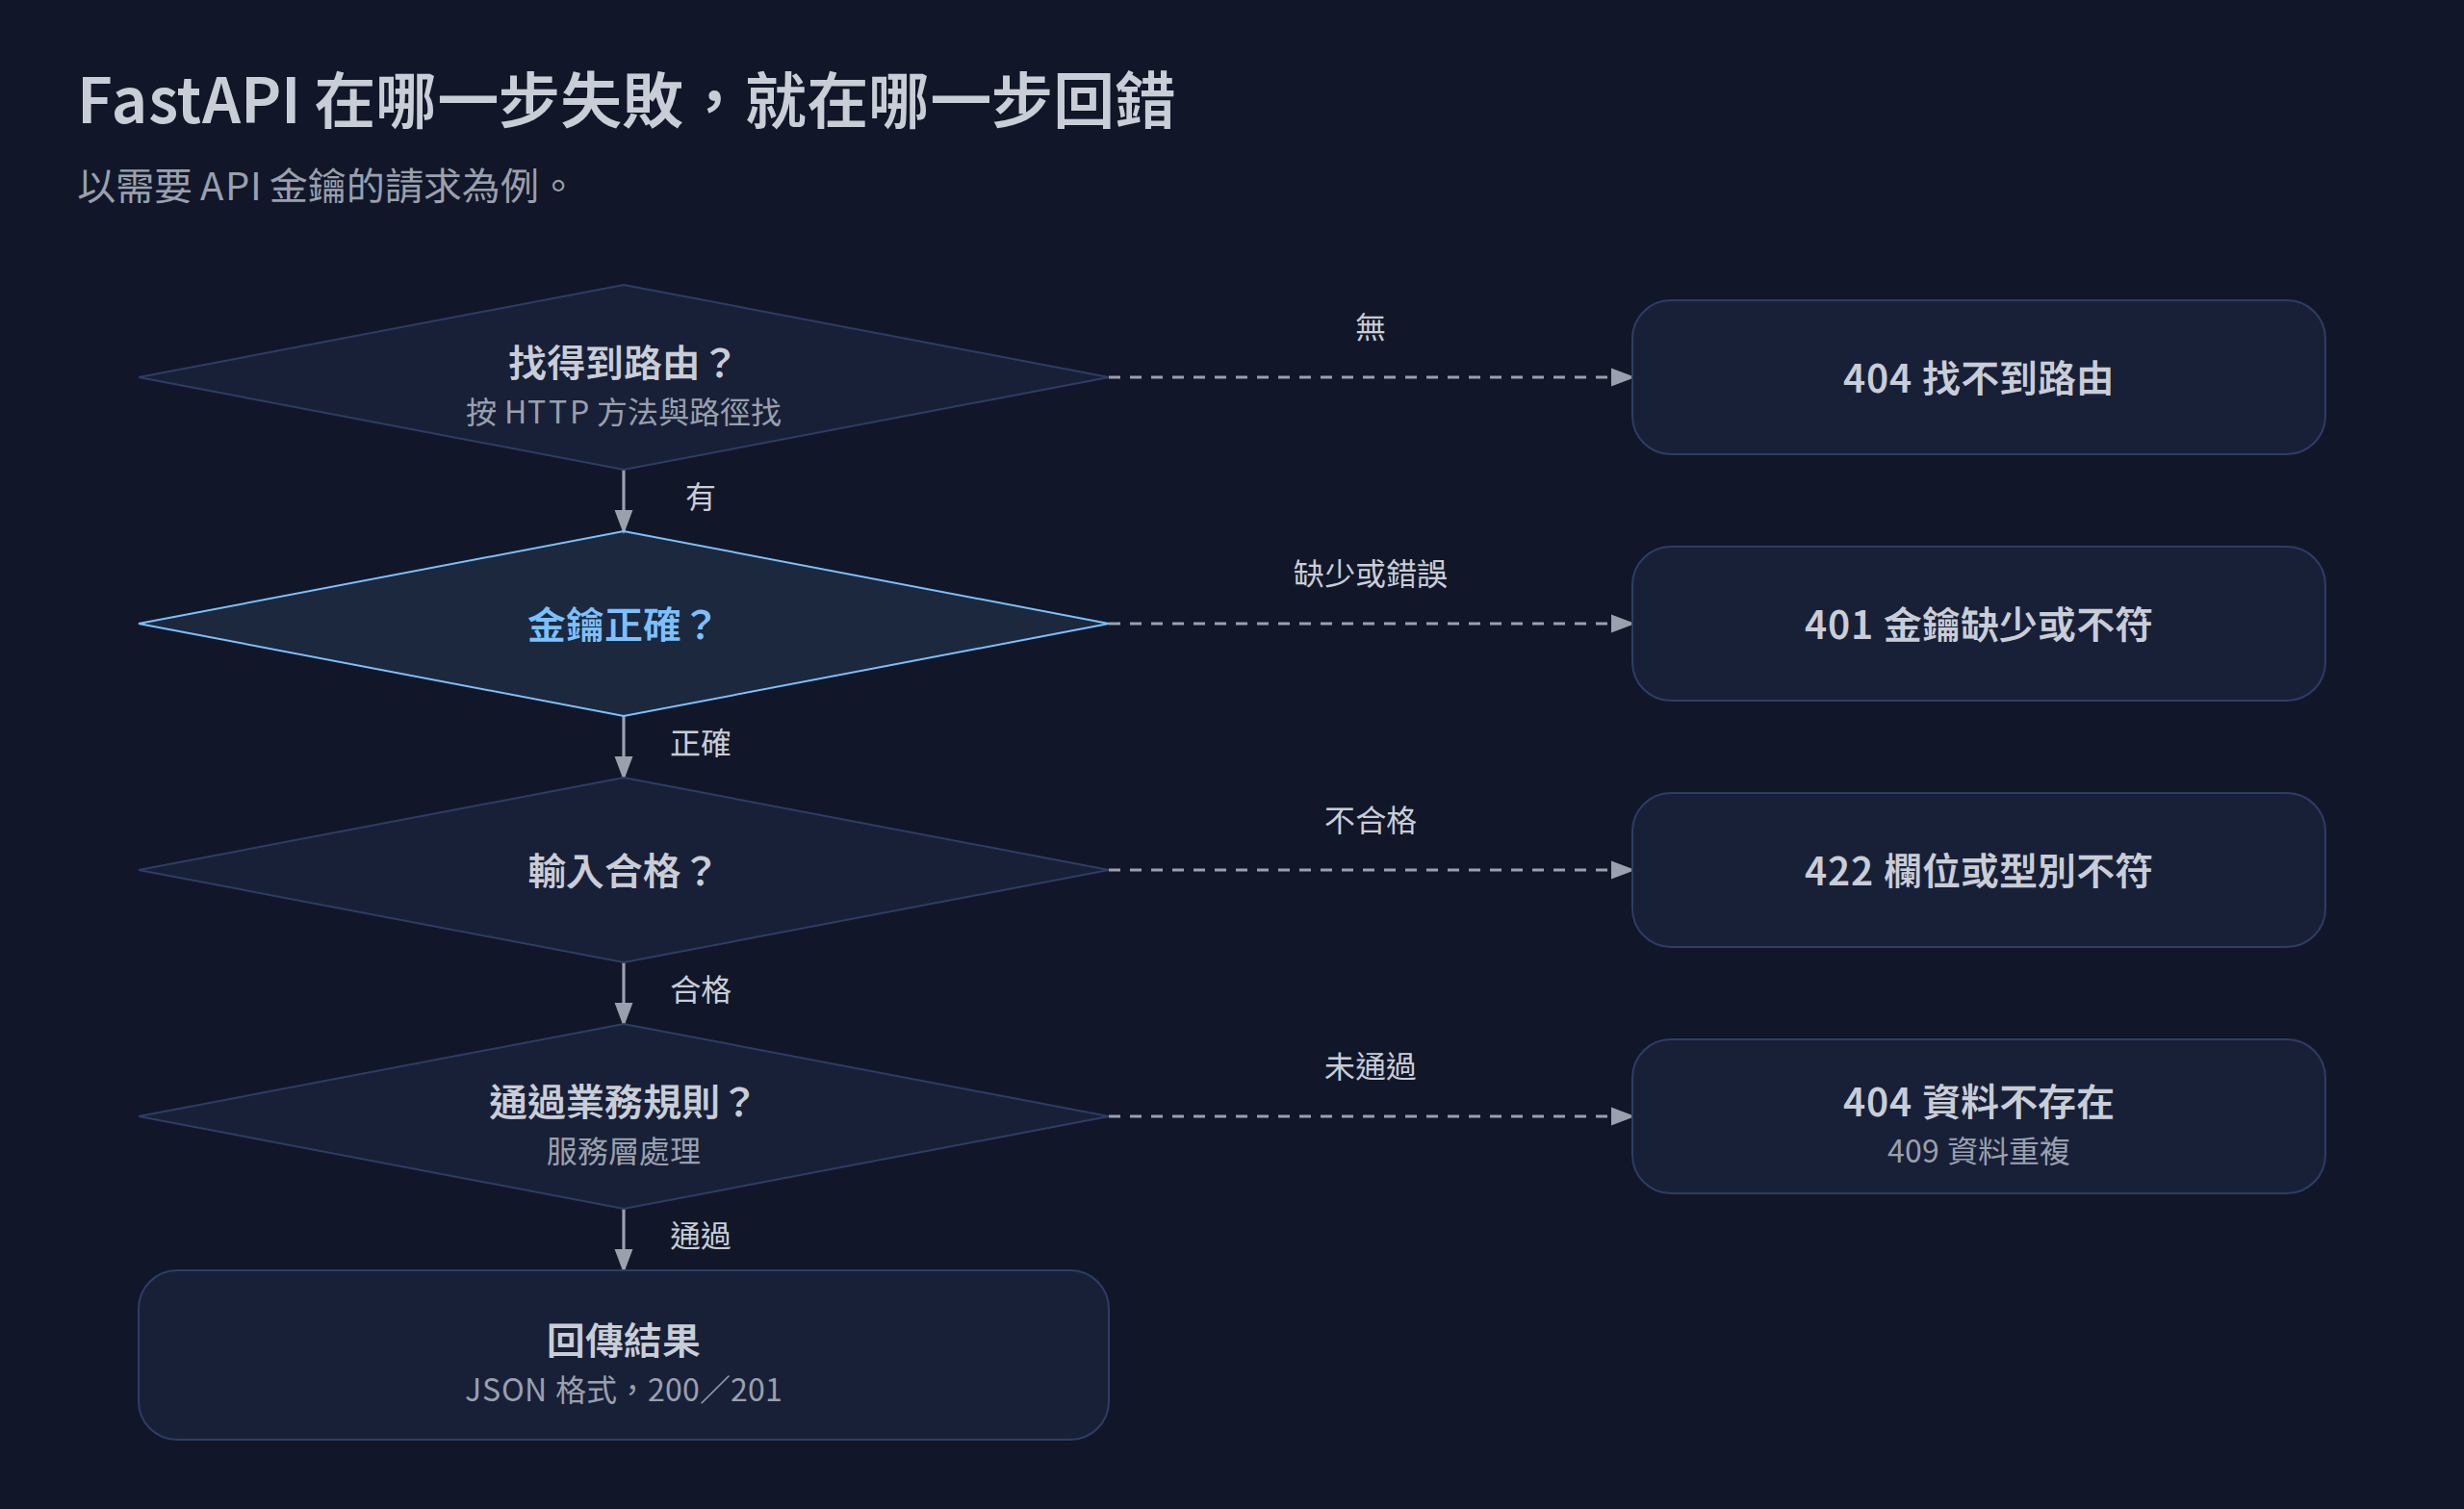 FastAPI 在哪一步失敗，就在哪一步回錯
以需要 API 金鑰的請求為例。
找得到路由？
按 HTTP 方法與路徑找
無
404 找不到路由
有
金鑰正確？
缺少或錯誤
401 金鑰缺少或不符
正確
輸入合格？
不合格
422 欄位或型別不符
合格
通過業務規則？
服務層處理
未通過
404 資料不存在
409 資料重複
通過
回傳結果
JSON 格式，200／201